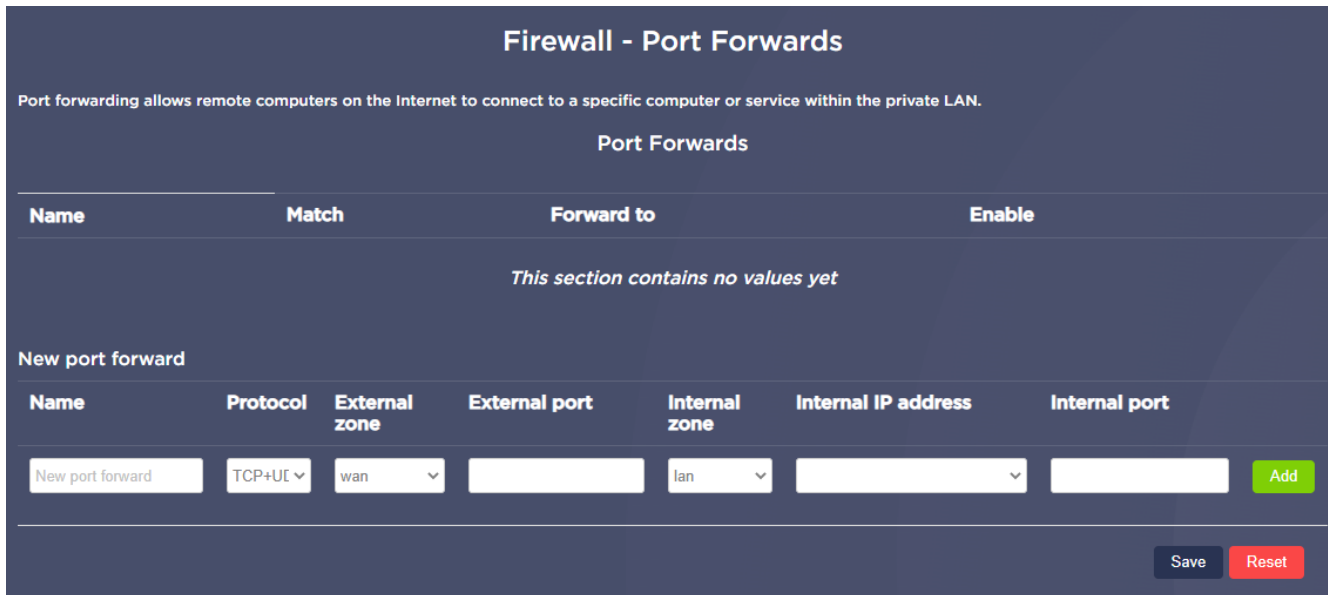 Firewall - Port Forwards
Port forwarding allows remote computers on the Internet to connect to a specific computer or service within the private LAN.
Port Forwards
Name Match Forward to Enable
This section contains no values yet
New port forward
Name Protocol External zone External port Internal zone Internal IP address Internal port
New port forward TCP+UD wan lan Add
Save Reset